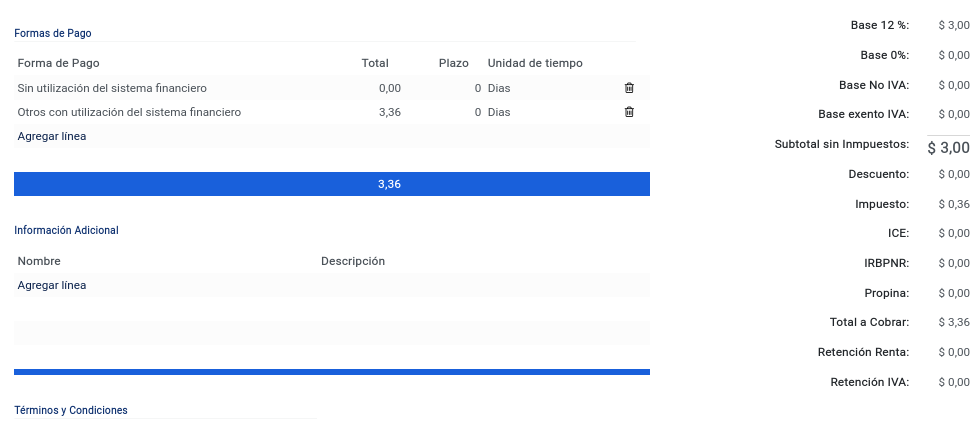 Formas de Pago
Forma de Pago Total Plazo Unidad de tiempo
Sin utilización del sistema financiero 0,00 0 Dias
Otros con utilización del sistema financiero 3,36 0 Dias
Agregar línea
3,36
Información Adicional
Nombre Descripción
Agregar línea
Términos y Condiciones
Base 12 %: $ 3,00
Base 0%: $ 0,00
Base No IVA: $ 0,00
Base exento IVA: $ 0,00
Subtotal sin Inmpuestos: $ 3,00
Descuento: $ 0,00
Impuesto: $ 0,36
ICE: $ 0,00
IRBPNR: $ 0,00
Propina: $ 0,00
Total a Cobrar: $ 3,36
Retención Renta: $ 0,00
Retención IVA: $ 0,00